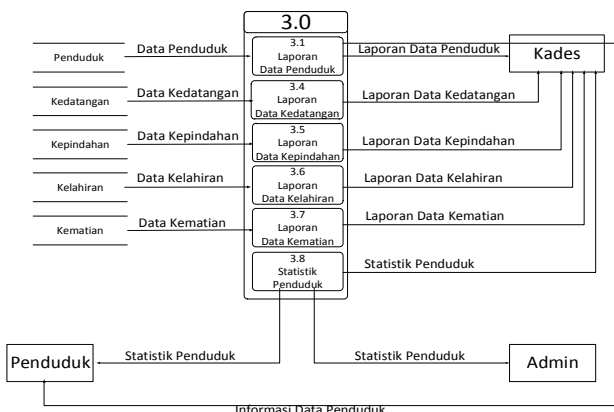 3.0
Penduduk
Data Penduduk
3.1
Laporan
Data Penduduk
Laporan Data Penduduk
Kades
Kedatangan
Data Kedatangan
3.4
Laporan
Data Kedatangan
Laporan Data Kedatangan
Kepindahan
Data Kepindahan
3.5
Laporan
Data Kepindahan
Laporan Data Kepindahan
Kelahiran
Data Kelahiran
3.6
Laporan
Data Kelahiran
Laporan Data Kelahiran
Kematian
Data Kematian
3.7
Laporan
Data Kematian
Laporan Data Kematian
3.8
Statistik
Penduduk
Statistik Penduduk
Penduduk
Statistik Penduduk
Statistik Penduduk
Admin
Informasi Data Penduduk